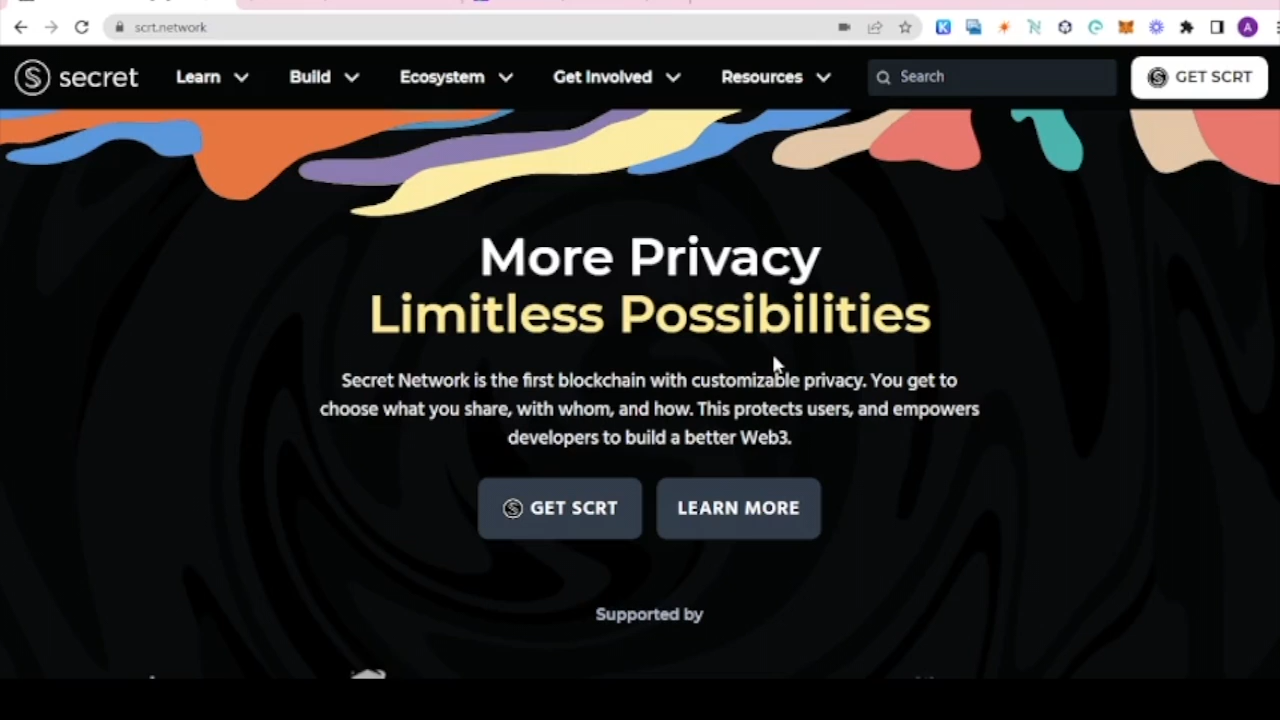 scrt.network
secret
Learn
Build
Ecosystem
Get Involved
Resources
Search
GET SCRT
More Privacy
Limitless Possibilities
Secret Network is the first blockchain with customizable privacy. You get to
choose what you share, with whom, and how. This protects users, and empowers
developers to build a better Web3.
GET SCRT
LEARN MORE
Supported by